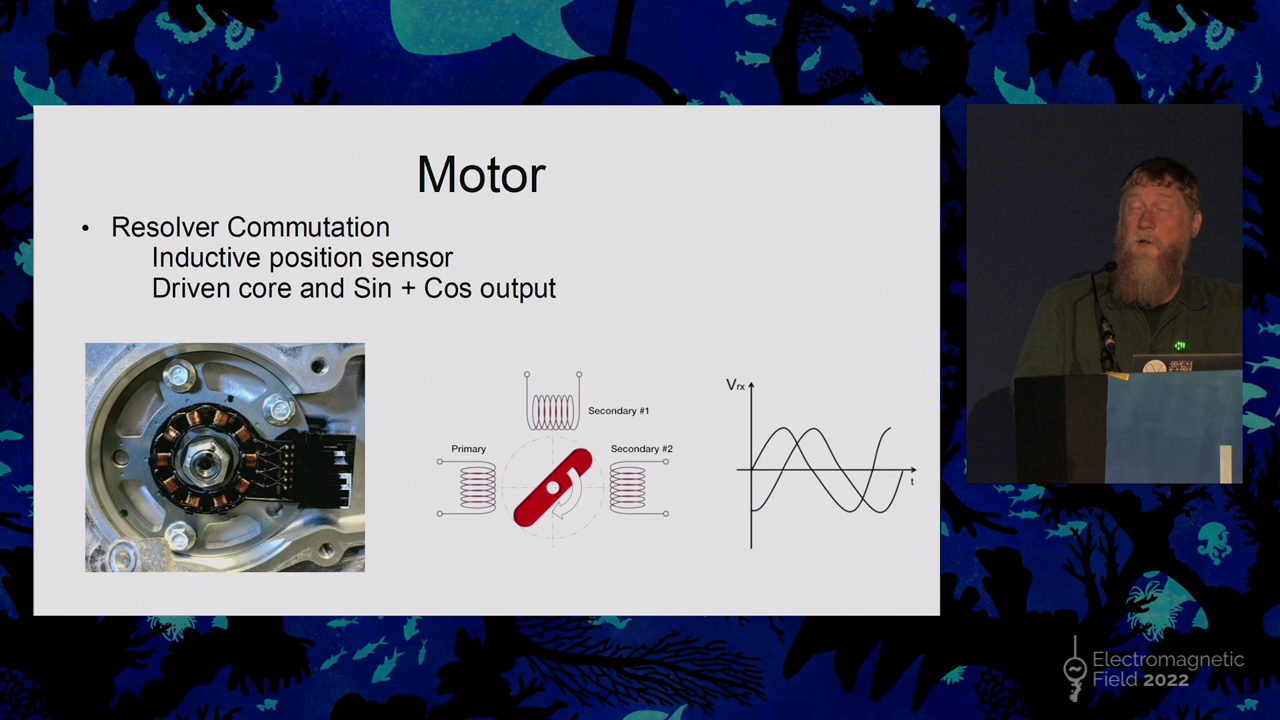 Motor
• Resolver Commutation
Inductive position sensor
Driven core and Sin + Cos output
Secondary #1
Primary
Secondary #2
Vrx
t
Electromagnetic
Field 2022